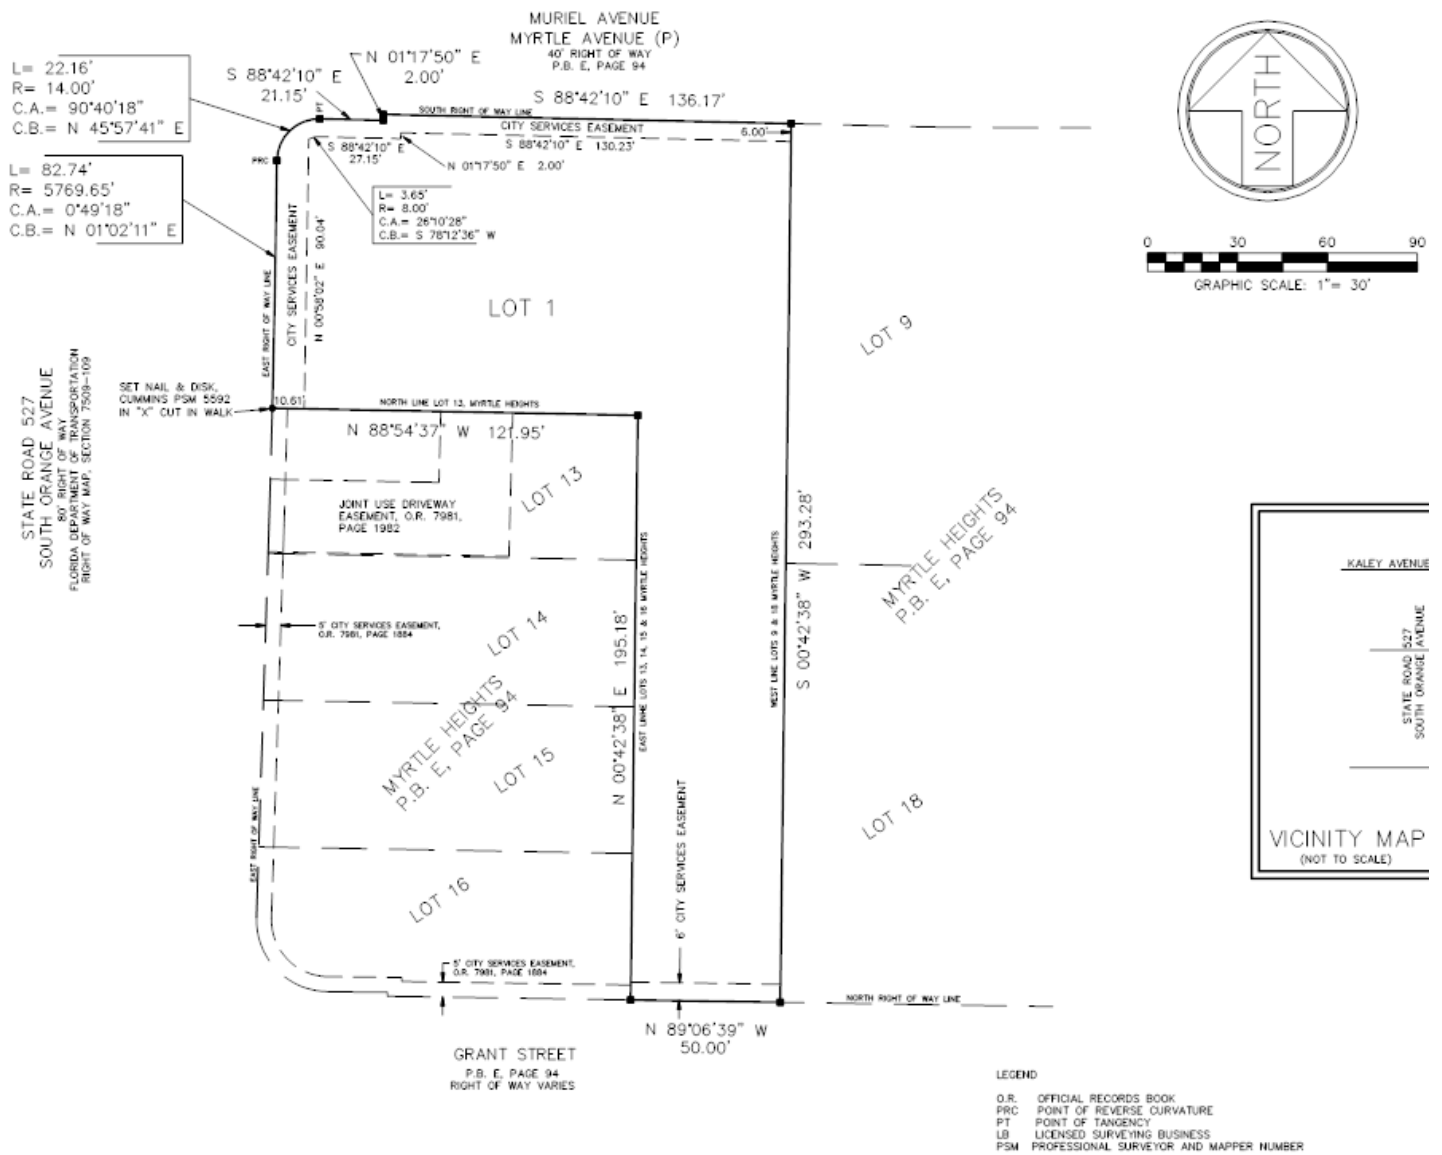 MURIEL AVENUE
MYRTLE AVENUE (P)
40' RIGHT OF WAY
P.B. E, PAGE 94
L= 22.16'
R= 14.00'
C.A.= 90°40'18"
C.B.= N 45°57'41" E
S 88°42'10" E
21.15'
N 01°17'50" E
2.00'
S 88°42'10" E 136.17'
PT
SOUTH RIGHT OF WAY LINE
CITY SERVICES EASEMENT
6.00'
S 88°42'10" E 130.23'
S 88°42'10" E
27.15'
N 01°17'50" E 2.00'
PRC
L= 82.74'
R= 5769.65'
C.A.= 0°49'18"
C.B.= N 01°02'11" E
L= 3.65'
R= 8.00'
C.A.= 26°10'28"
C.B.= S 78°12'36" W
NORTH
0 30 60 90
GRAPHIC SCALE: 1"= 30'
EAST RIGHT OF WAY LINE
CITY SERVICES EASEMENT
N 00°58'02" E 90.04'
LOT 1
LOT 9
STATE ROAD 527
SOUTH ORANGE AVENUE
80' RIGHT OF WAY
FLORIDA DEPARTMENT OF TRANSPORTATION
RIGHT OF WAY MAP, SECTION 7509-109
SET NAIL & DISK,
CUMMINS PSM 5592
IN "X" CUT IN WALK
10.61'
NORTH LINE LOT 13, MYRTLE HEIGHTS
N 88°54'37" W 121.95'
LOT 13
JOINT USE DRIVEWAY
EASEMENT, O.R. 7981,
PAGE 1982
5' CITY SERVICES EASEMENT,
O.R. 7981, PAGE 1884
LOT 14
MYRTLE HEIGHTS
P.B. E, PAGE 94
LOT 15
N 00°42'38" E 195.18'
EAST LINHE LOTS 13, 14, 15 & 16 MYRTLE HEIGHTS
WEST LINE LOTS 9 & 18 MYRTLE HEIGHTS
S 00°42'38" W 293.28'
MYRTLE HEIGHTS
P.B. E, PAGE 94
LOT 18
EAST RIGHT OF WAY LINE
LOT 16
6' CITY SERVICES EASEMENT
5' CITY SERVICES EASEMENT,
O.R. 7981, PAGE 1884
NORTH RIGHT OF WAY LINE
N 89°06'39" W
50.00'
GRANT STREET
P.B. E, PAGE 94
RIGHT OF WAY VARIES
KALEY AVENUE
STATE ROAD 527
SOUTH ORANGE AVENUE
VICINITY MAP
(NOT TO SCALE)
LEGEND
O.R. OFFICIAL RECORDS BOOK
PRC POINT OF REVERSE CURVATURE
PT POINT OF TANGENCY
LB LICENSED SURVEYING BUSINESS
PSM PROFESSIONAL SURVEYOR AND MAPPER NUMBER